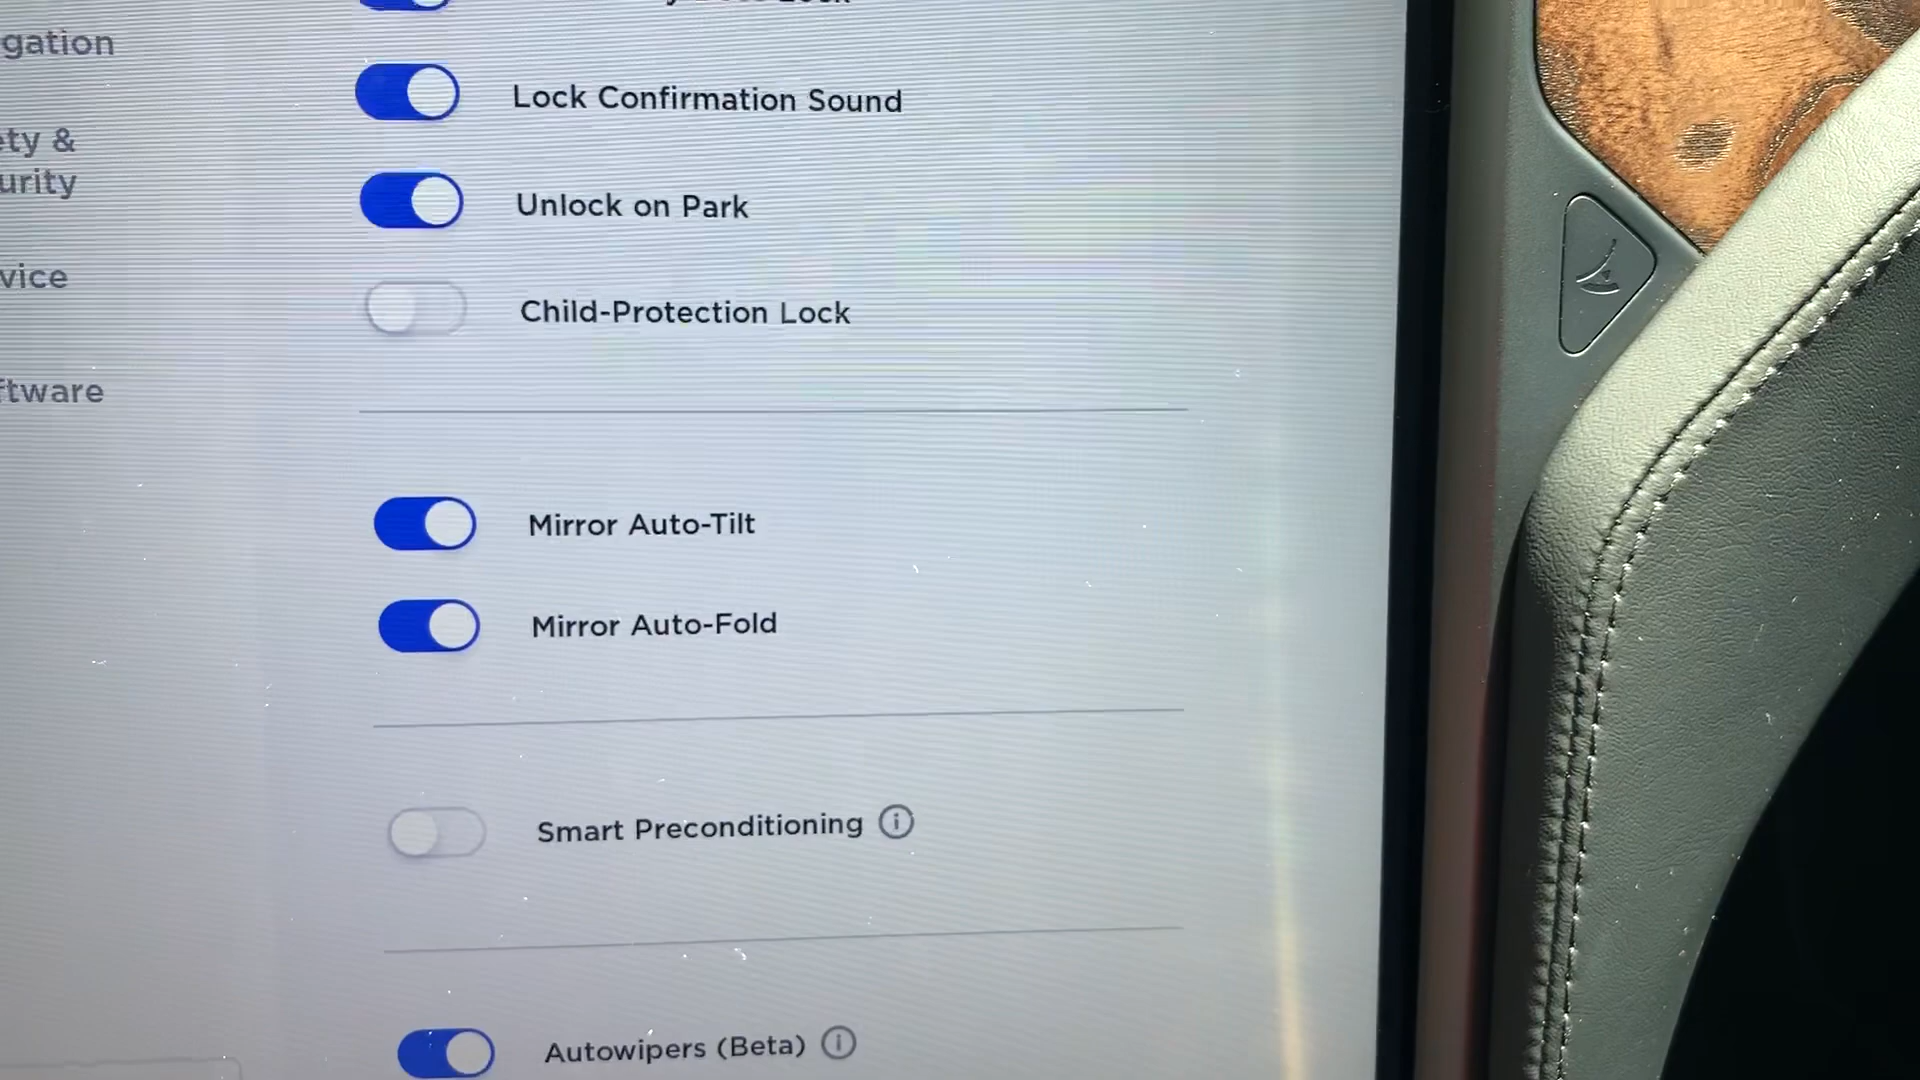 gation
Lock Confirmation Sound
ety &
urity
Unlock on Park
vice
Child-Protection Lock
ftware
Mirror Auto-Tilt
Mirror Auto-Fold
Smart Preconditioning
Autowipers (Beta)